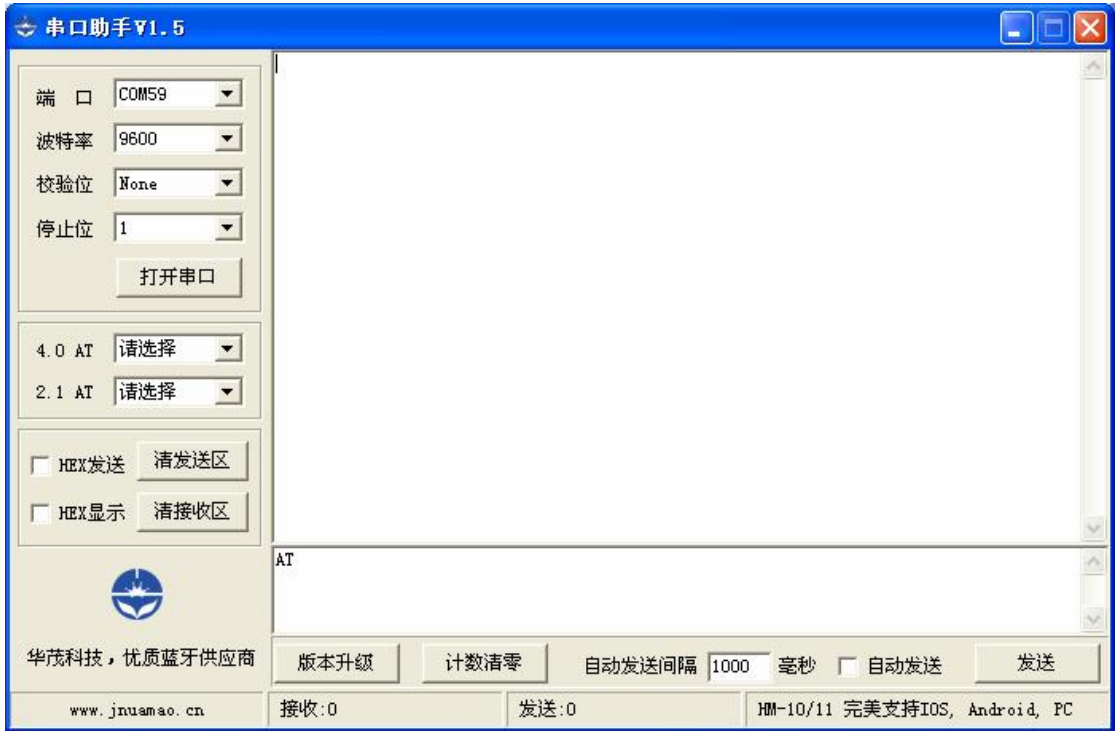 串口助手V1.5
端 口 COM59
波特率 9600
校验位 None
停止位 1
打开串口
4.0 AT 请选择
2.1 AT 请选择
HEX发送 清发送区
HEX显示 清接收区
华茂科技，优质蓝牙供应商
www.jnuamao.cn
AT
版本升级 计数清零 自动发送间隔 1000 毫秒 自动发送 发送
接收:0 发送:0 HM-10/11 完美支持IOS, Android, PC